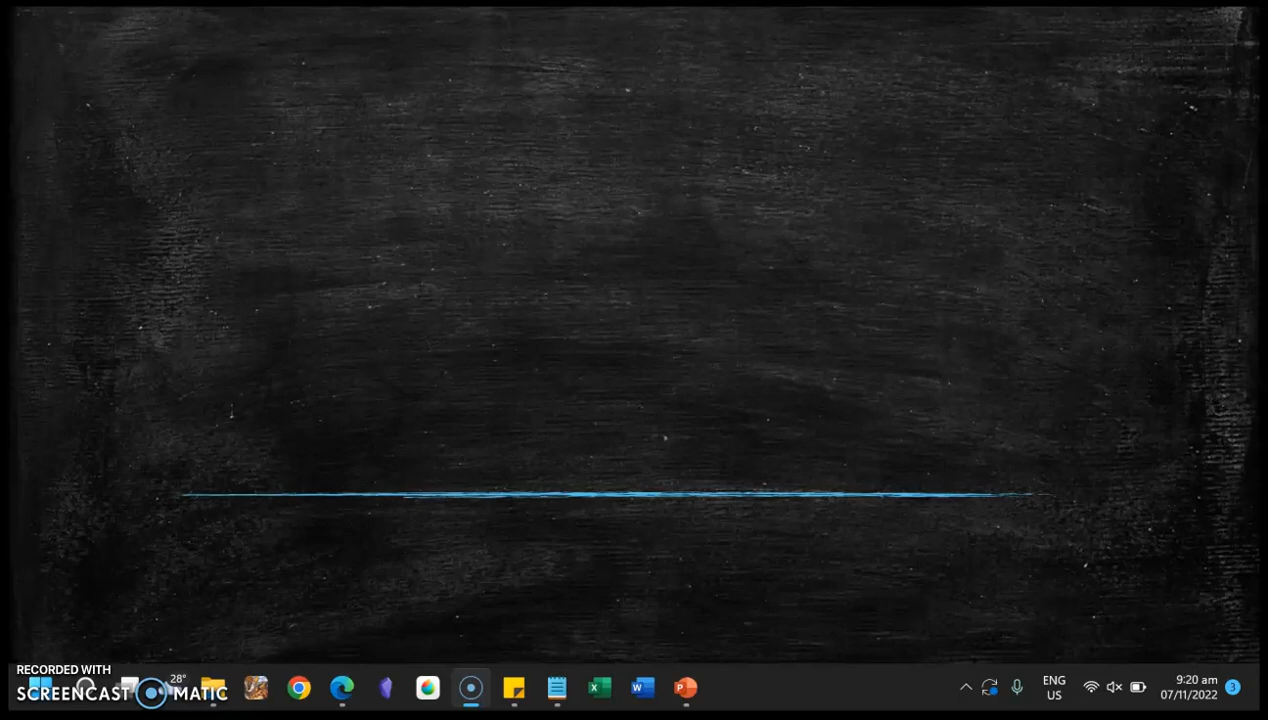 RECORDED WITH
SCREENCAST MATIC
28°
ENG
US
9:20 am
07/11/2022
3
X
W
P